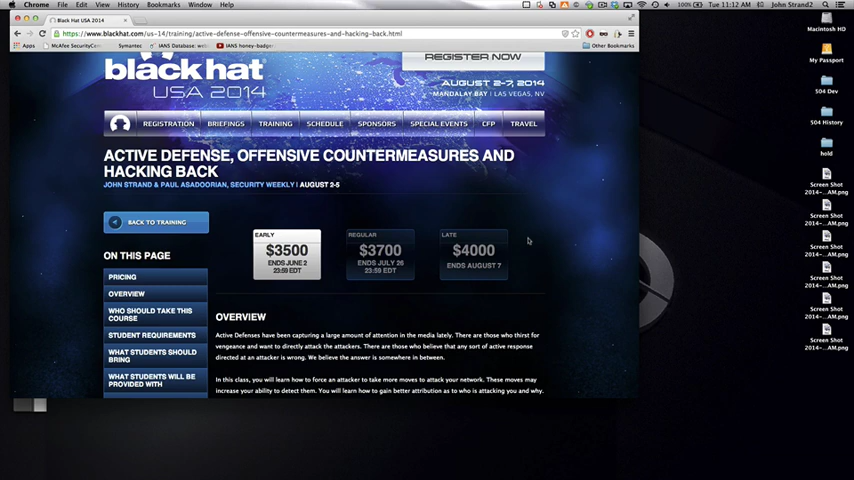 Chrome File Edit View History Bookmarks Window Help
100% Tue 11:12 AM John Strand2
Black Hat USA 2014
https://www.blackhat.com/us-14/training/active-defense-offensive-countermeasures-and-hacking-back.html
Apps McAfee SecurityCom Symantec IANS Database: web IANS honey-badge Other Bookmarks
black hat
USA 2014
REGISTER NOW
AUGUST 2-7, 2014
MANDALAY BAY | LAS VEGAS, NV
REGISTRATION BRIEFINGS TRAINING SCHEDULE SPONSORS SPECIAL EVENTS CFP TRAVEL
ACTIVE DEFENSE, OFFENSIVE COUNTERMEASURES AND
HACKING BACK
JOHN STRAND & PAUL ASADOORIAN, SECURITY WEEKLY | AUGUST 2-5
BACK TO TRAINING
EARLY
$3500
ENDS JUNE 2
23:59 EDT
REGULAR
$3700
ENDS JULY 26
23:59 EDT
LATE
$4000
ENDS AUGUST 7
ON THIS PAGE
PRICING
OVERVIEW
WHO SHOULD TAKE THIS
COURSE
STUDENT REQUIREMENTS
WHAT STUDENTS SHOULD
BRING
WHAT STUDENTS WILL BE
PROVIDED WITH
OVERVIEW
Active Defenses have been capturing a large amount of attention in the media lately. There are those who thirst for
vengeance and want to directly attack the attackers. There are those who believe that any sort of active response
directed at an attacker is wrong. We believe the answer is somewhere in between.
In this class, you will learn how to force an attacker to take more moves to attack your network. These moves may
increase your ability to detect them. You will learn how to gain better attribution as to who is attacking you and why.
Macintosh HD
My Passport
504 Dev
504 History
hold
Screen Shot
2014-...AM.png
Screen Shot
2014-...AM.png
Screen Shot
2014-...AM.png
Screen Shot
2014-...AM.png
Screen Shot
2014-...AM.png
Screen Shot
2014-...AM.png